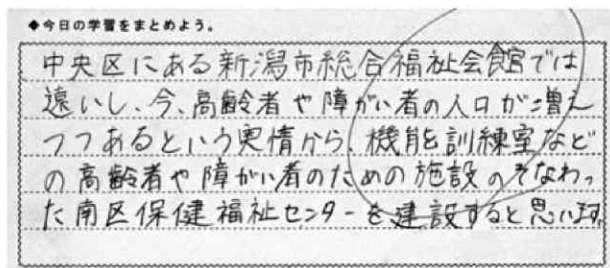 ◆今日の学習をまとめよう。
中央区にある新潟市総合福祉会館では
遠いし、今、高齢者や障がい者の人口が増え
つつあるという実情から、機能訓練室など
の高齢者や障がい者のための施設のそなわっ
た南区保健福祉センターを建設すると思います。